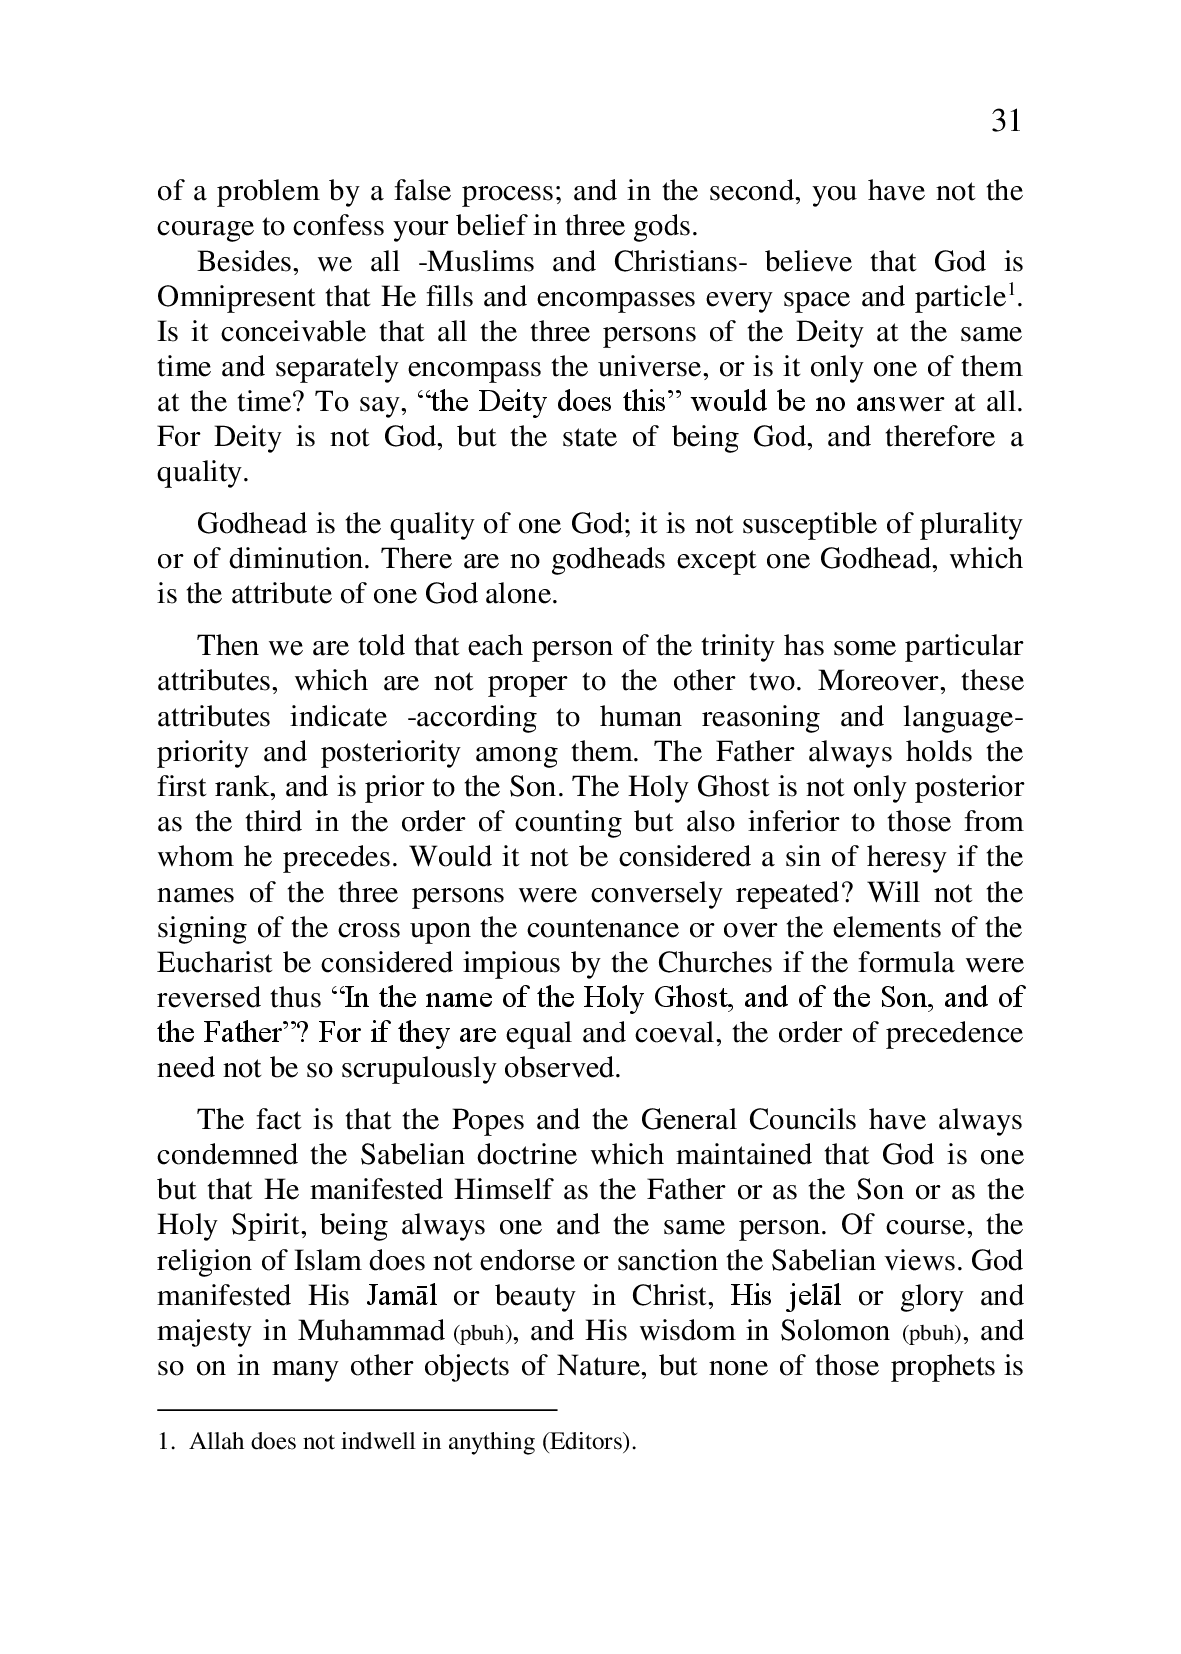 31
of a problem by a false process; and in the second, you have not the
courage to confess your belief in three gods.
Besides, we all -Muslims and Christians- believe that God is
Omnipresent that He fills and encompasses every space and particle1.
Is it conceivable that all the three persons of the Deity at the same
time and separately encompass the universe, or is it only one of them
at the time? To say, “the Deity does this” would be no answer at all.
For Deity is not God, but the state of being God, and therefore a
quality.
Godhead is the quality of one God; it is not susceptible of plurality
or of diminution. There are no godheads except one Godhead, which
is the attribute of one God alone.
Then we are told that each person of the trinity has some particular
attributes, which are not proper to the other two. Moreover, these
attributes indicate -according to human reasoning and language-
priority and posteriority among them. The Father always holds the
first rank, and is prior to the Son. The Holy Ghost is not only posterior
as the third in the order of counting but also inferior to those from
whom he precedes. Would it not be considered a sin of heresy if the
names of the three persons were conversely repeated? Will not the
signing of the cross upon the countenance or over the elements of the
Eucharist be considered impious by the Churches if the formula were
reversed thus “In the name of the Holy Ghost, and of the Son, and of
the Father”? For if they are equal and coeval, the order of precedence
need not be so scrupulously observed.
The fact is that the Popes and the General Councils have always
condemned the Sabelian doctrine which maintained that God is one
but that He manifested Himself as the Father or as the Son or as the
Holy Spirit, being always one and the same person. Of course, the
religion of Islam does not endorse or sanction the Sabelian views. God
manifested His Jamāl or beauty in Christ, His jelāl or glory and
majesty in Muhammad (pbuh), and His wisdom in Solomon (pbuh), and
so on in many other objects of Nature, but none of those prophets is
1. Allah does not indwell in anything (Editors).